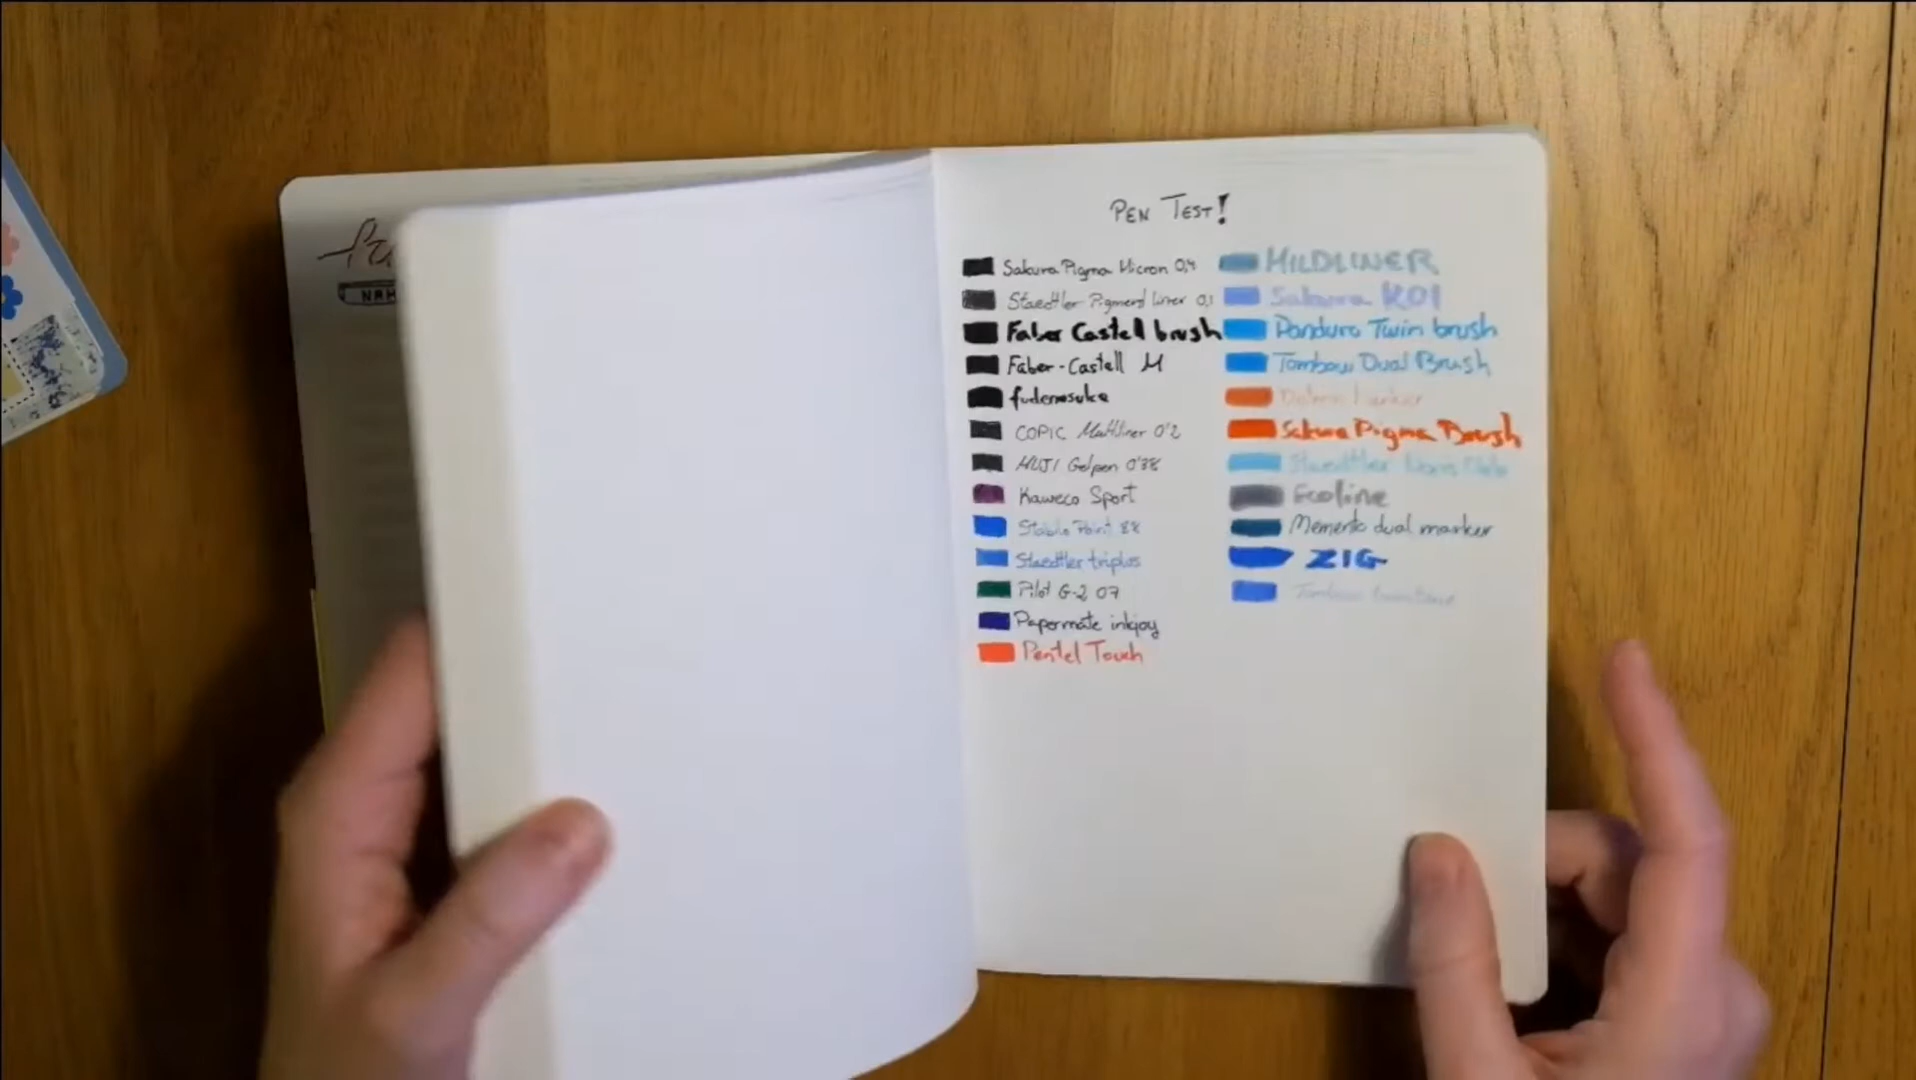 PEN TEST!
Sakura Pigma Micron 0,4
Staedtler Pigment liner 0,1
Faber Castell brush
Faber-Castell M
fudenosuke
COPIC Multiliner 0'2
MUJI Gelpen 0'38
Kaweco Sport
Stabilo Point 88
Staedtler triplus
Pilot G-2 07
Papermate inkjoy
Pentel Touch
MILDLINER
Sakura KOI
Panduro Twin brush
Tombow Dual Brush
Sakura Pigma Brush
Staedtler
Ecoline
Memento dual marker
ZIG
Tombow